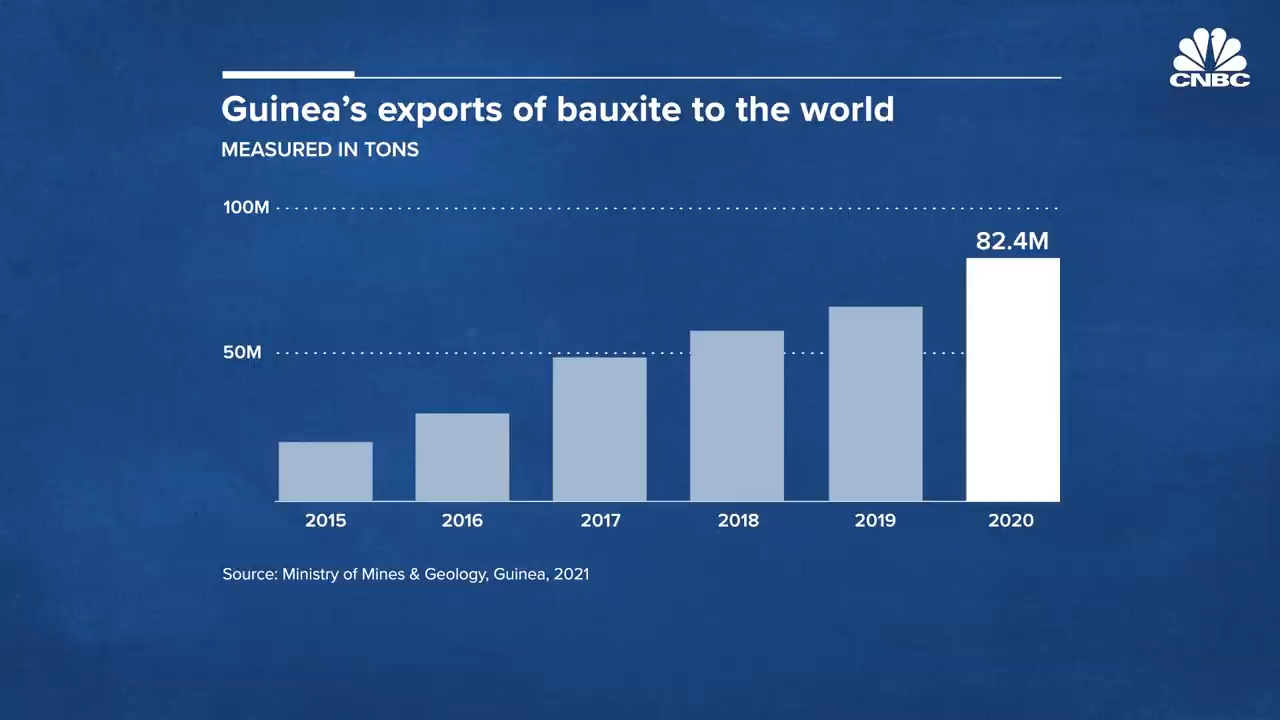 CNBC
Guinea’s exports of bauxite to the world
MEASURED IN TONS
100M
82.4M
50M
2015 2016 2017 2018 2019 2020
Source: Ministry of Mines & Geology, Guinea, 2021